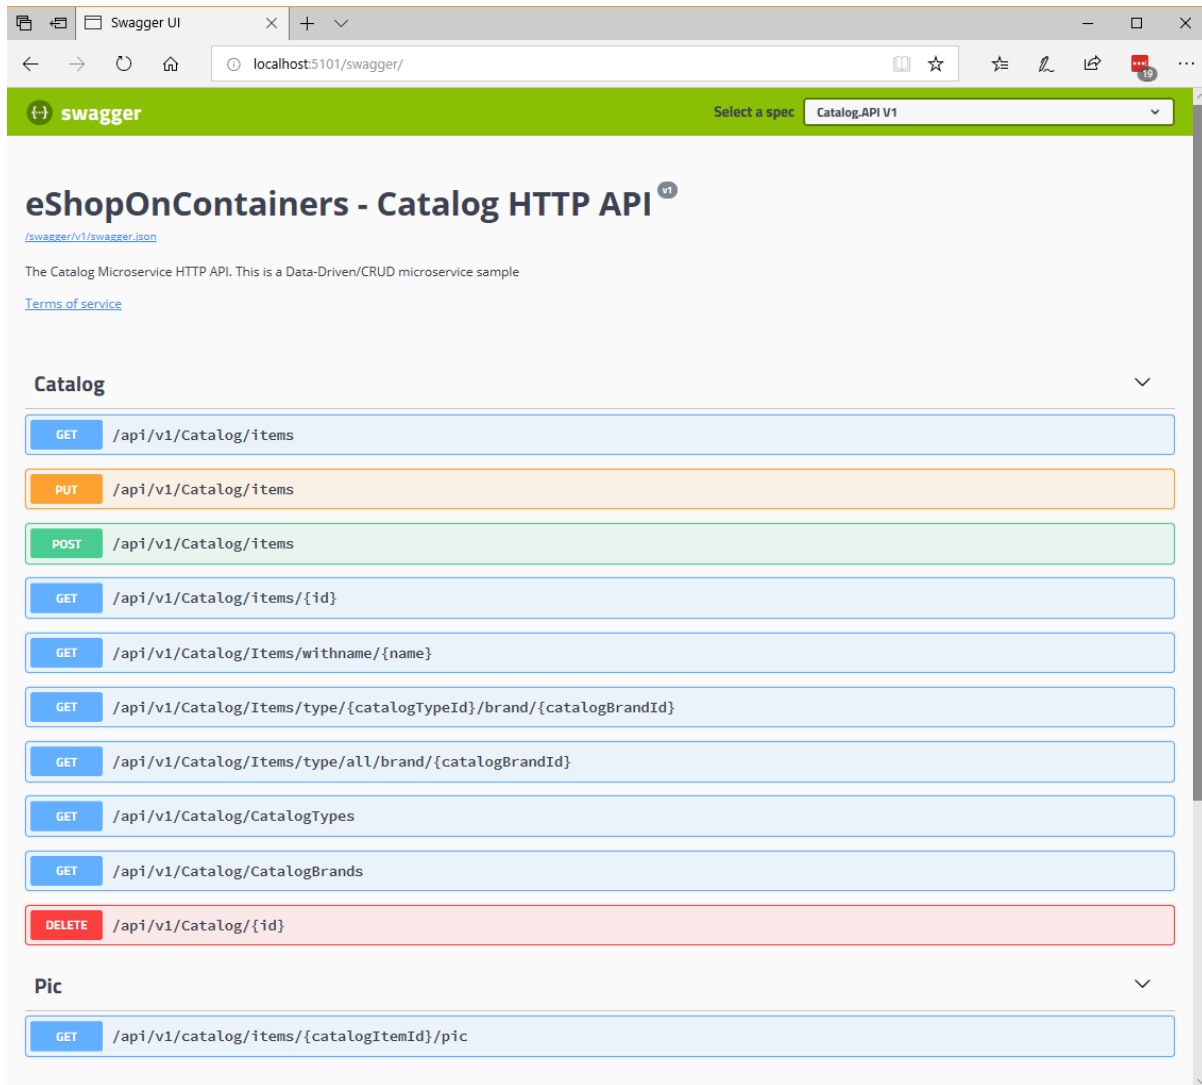 Swagger UI
localhost:5101/swagger/
19
swagger
Select a spec
Catalog.API V1
eShopOnContainers - Catalog HTTP API v1
/swagger/v1/swagger.json
The Catalog Microservice HTTP API. This is a Data-Driven/CRUD microservice sample
Terms of service
Catalog
GET /api/v1/Catalog/items
PUT /api/v1/Catalog/items
POST /api/v1/Catalog/items
GET /api/v1/Catalog/items/{id}
GET /api/v1/Catalog/Items/withname/{name}
GET /api/v1/Catalog/Items/type/{catalogTypeId}/brand/{catalogBrandId}
GET /api/v1/Catalog/Items/type/all/brand/{catalogBrandId}
GET /api/v1/Catalog/CatalogTypes
GET /api/v1/Catalog/CatalogBrands
DELETE /api/v1/Catalog/{id}
Pic
GET /api/v1/catalog/items/{catalogItemId}/pic